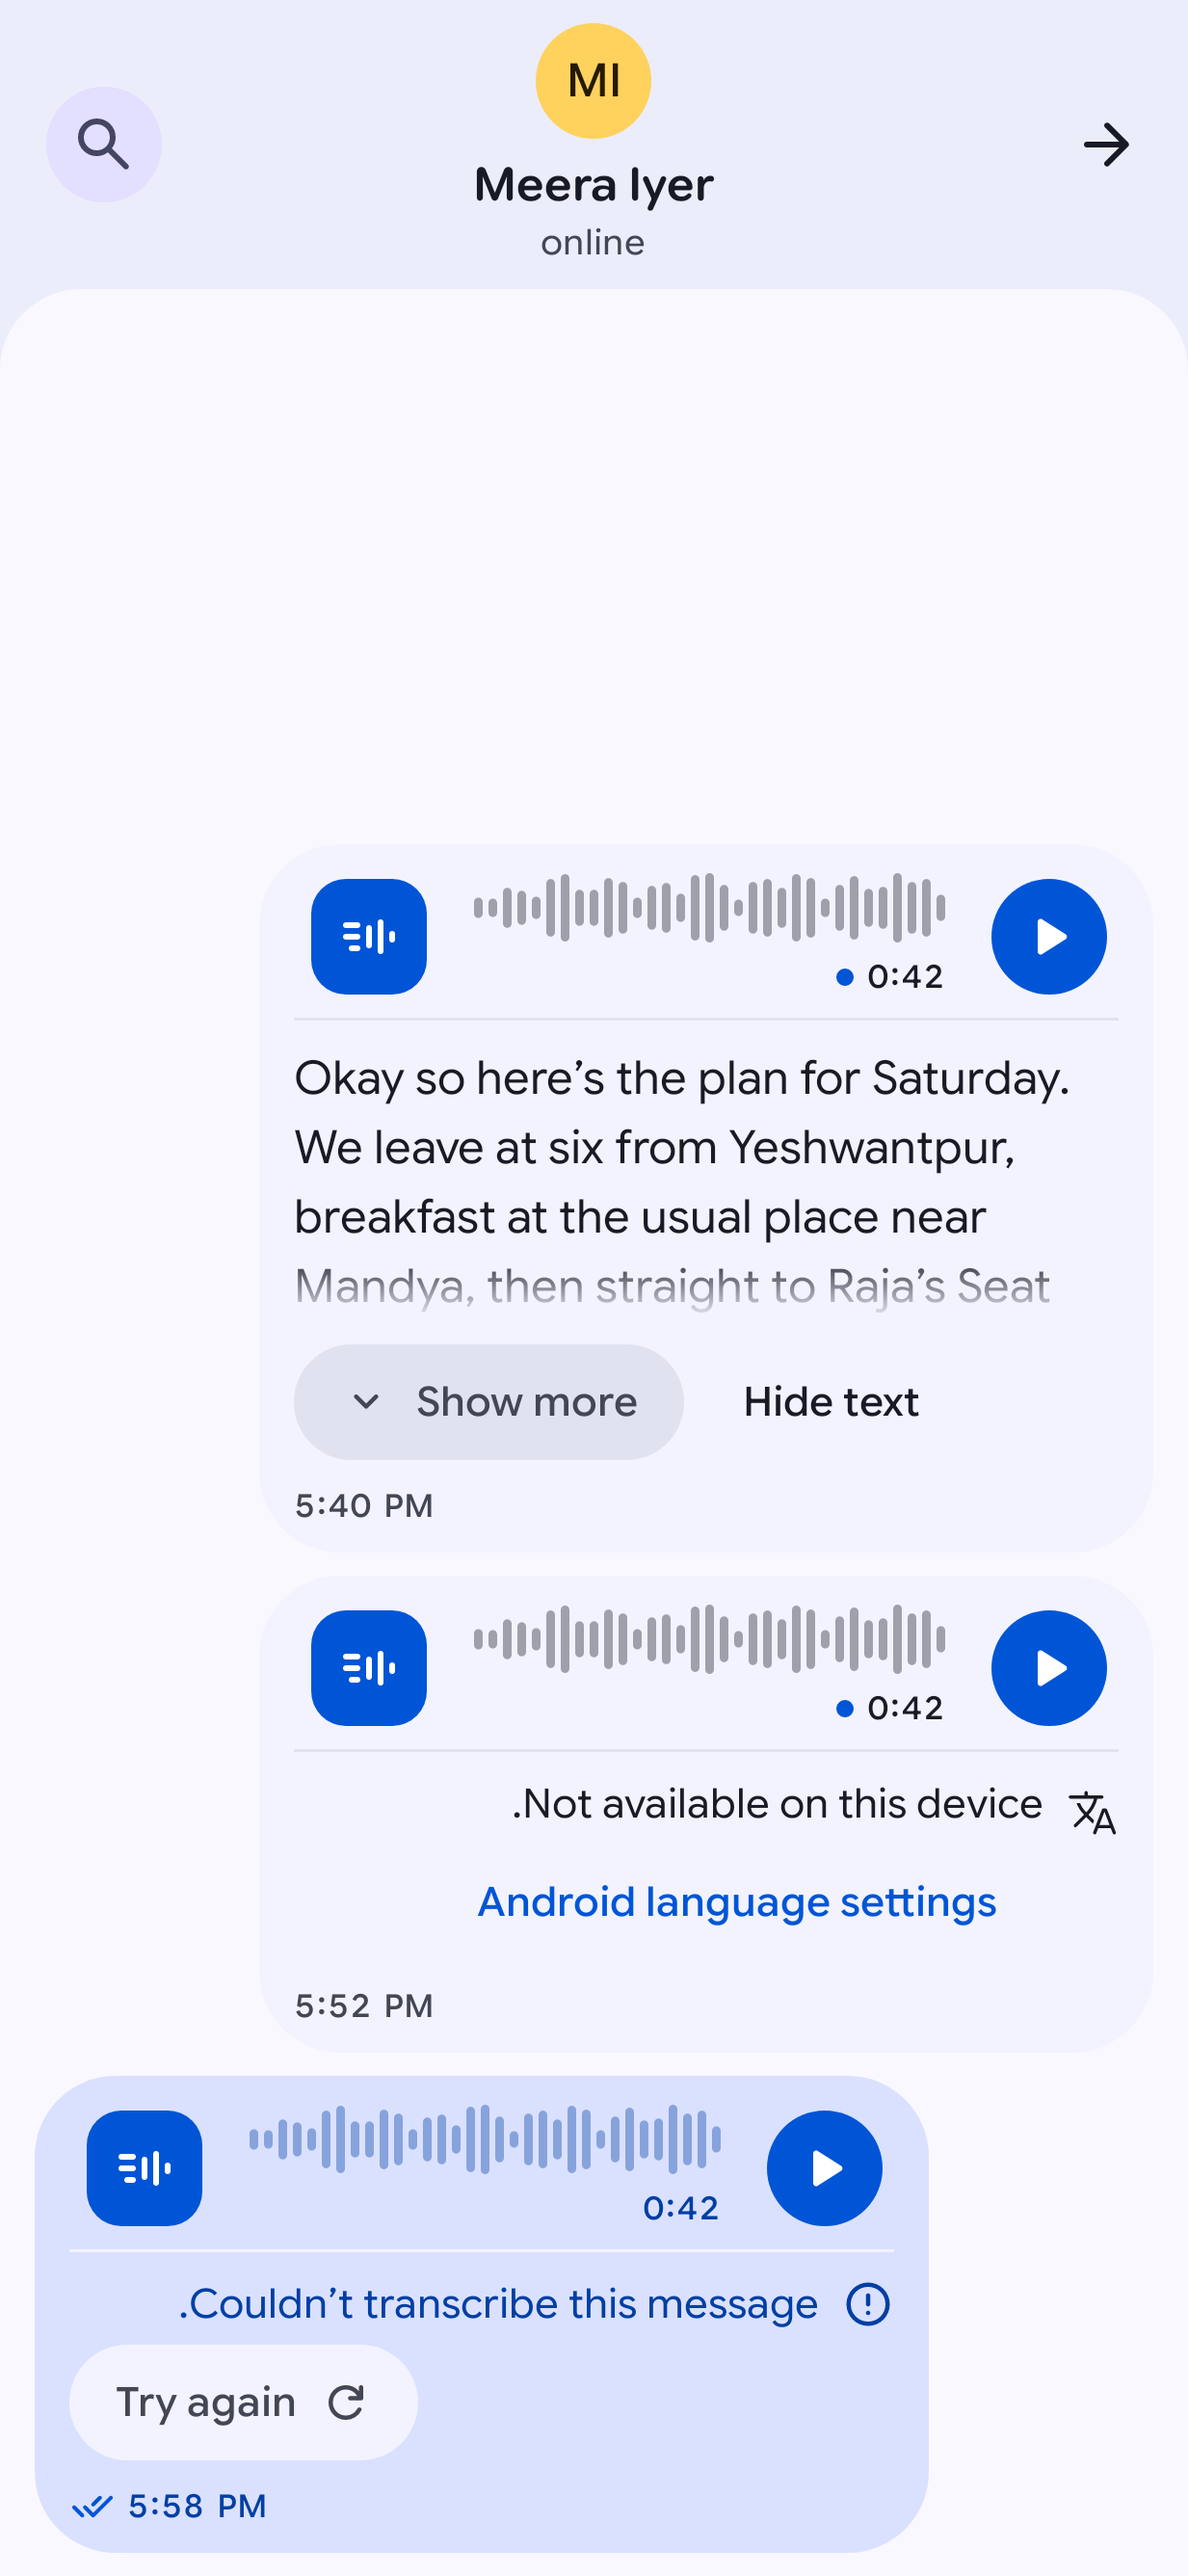 MI
Meera Iyer
online
0:42
Okay so here’s the plan for Saturday.
We leave at six from Yeshwantpur,
breakfast at the usual place near
Mandya, then straight to Raja’s Seat
Show more
Hide text
5:40 PM
0:42
.Not available on this device
Android language settings
5:52 PM
0:42
.Couldn’t transcribe this message
Try again
5:58 PM